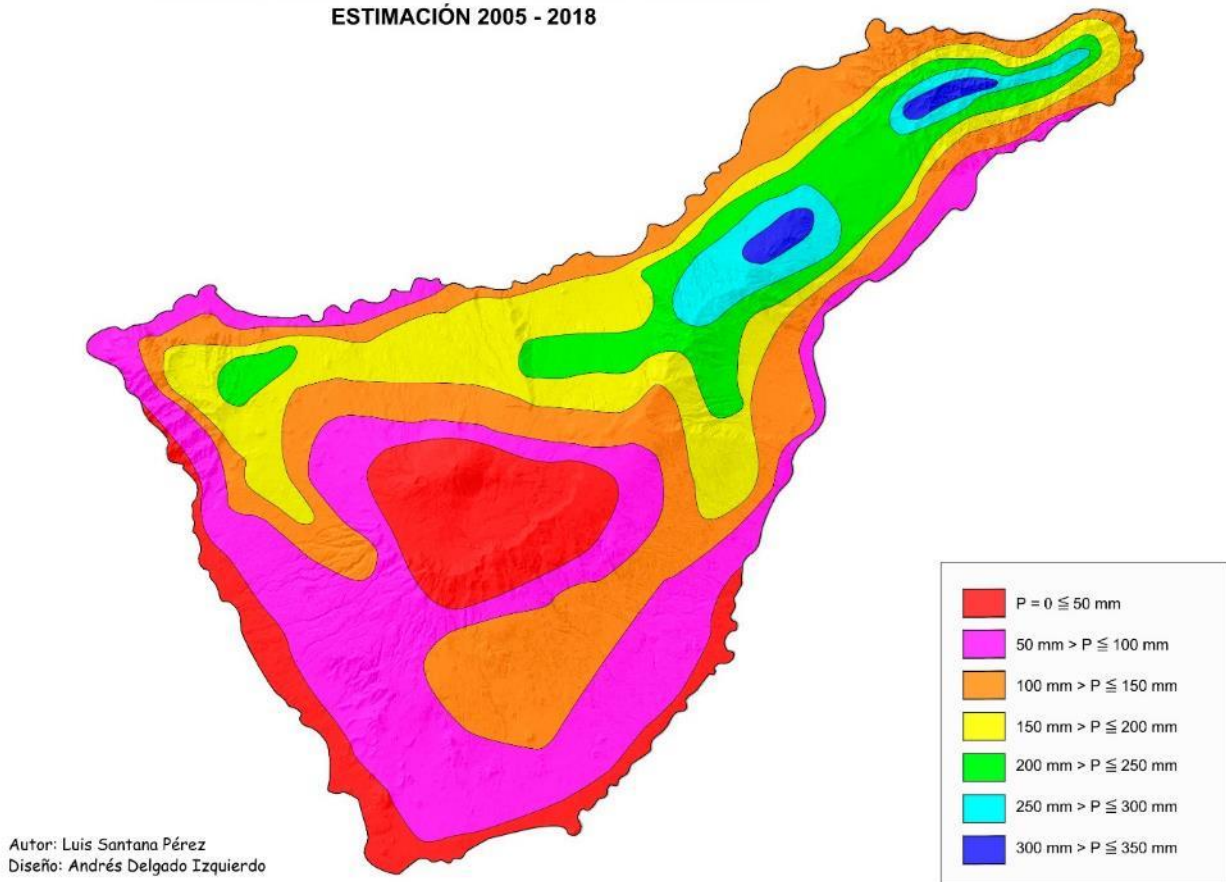 ESTIMACIÓN 2005 - 2018
P = 0 ≦ 50 mm
50 mm > P ≦ 100 mm
100 mm > P ≦ 150 mm
150 mm > P ≦ 200 mm
200 mm > P ≦ 250 mm
250 mm > P ≦ 300 mm
300 mm > P ≦ 350 mm
Autor: Luis Santana Pérez
Diseño: Andrés Delgado Izquierdo